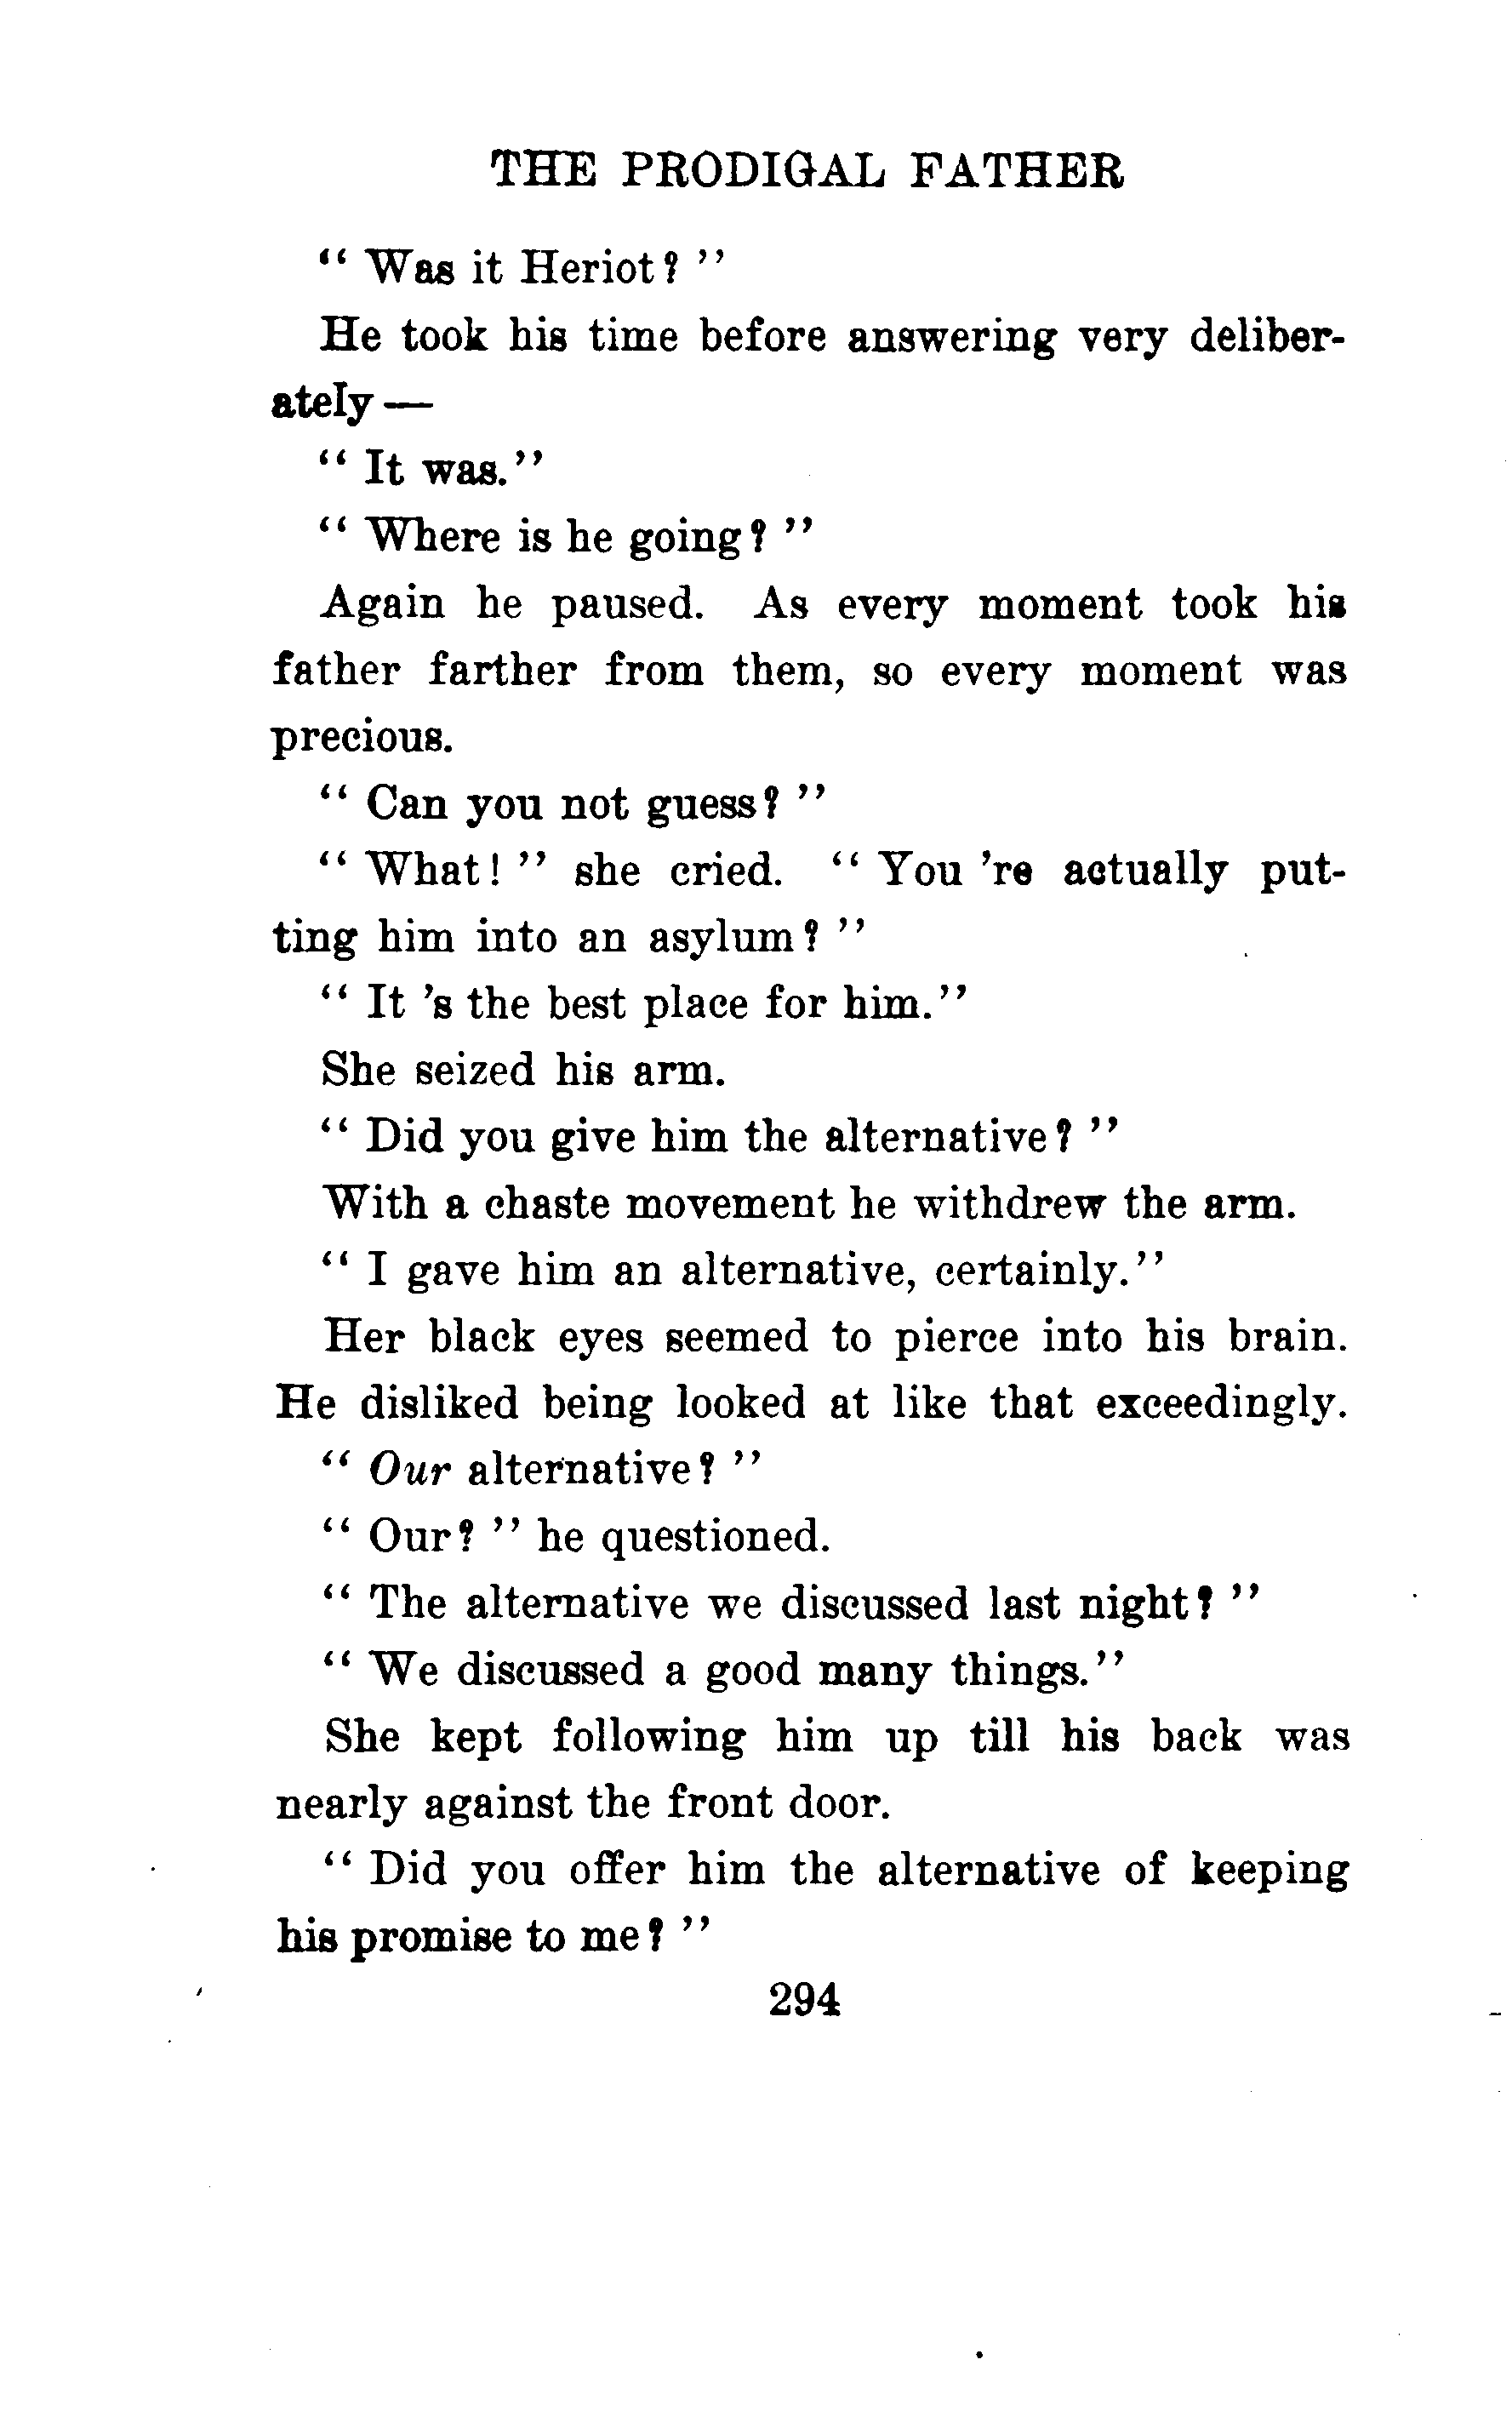 THE PRODIGAL FATHER
“ Was it Heriot? ”
He took his time before answering very deliber-
ately —
“ It was.”
“ Where is he going? ”
Again he paused. As every moment took his
father farther from them, so every moment was
precious.
“ Can you not guess? ”
“ What! ” she cried. “ You 're actually put-
ting him into an asylum? ”
“ It 's the best place for him.”
She seized his arm.
“ Did you give him the alternative? ”
With a chaste movement he withdrew the arm.
“ I gave him an alternative, certainly.”
Her black eyes seemed to pierce into his brain.
He disliked being looked at like that exceedingly.
“ Our alternative? ”
“ Our? ” he questioned.
“ The alternative we discussed last night? ”
“ We discussed a good many things.”
She kept following him up till his back was
nearly against the front door.
“ Did you offer him the alternative of keeping
his promise to me? ”
294